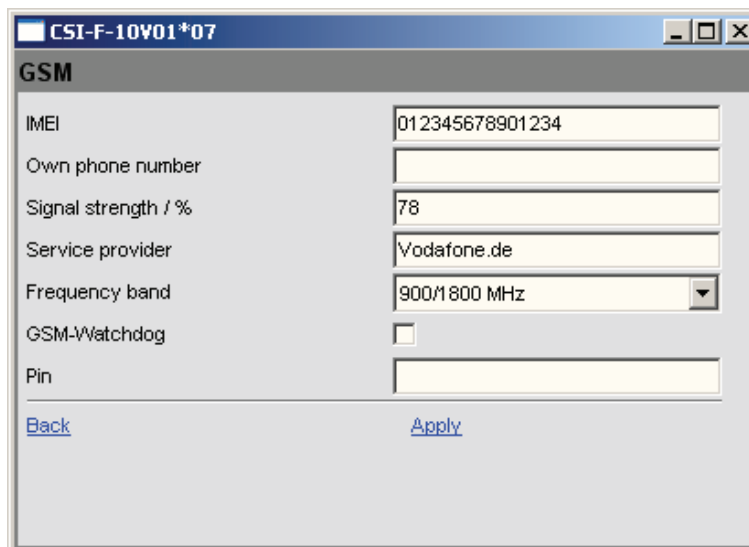 CSI-F-10V01*07
GSM
IMEI 012345678901234
Own phone number
Signal strength / % 78
Service provider Vodafone.de
Frequency band 900/1800 MHz
GSM-Watchdog
Pin
Back Apply